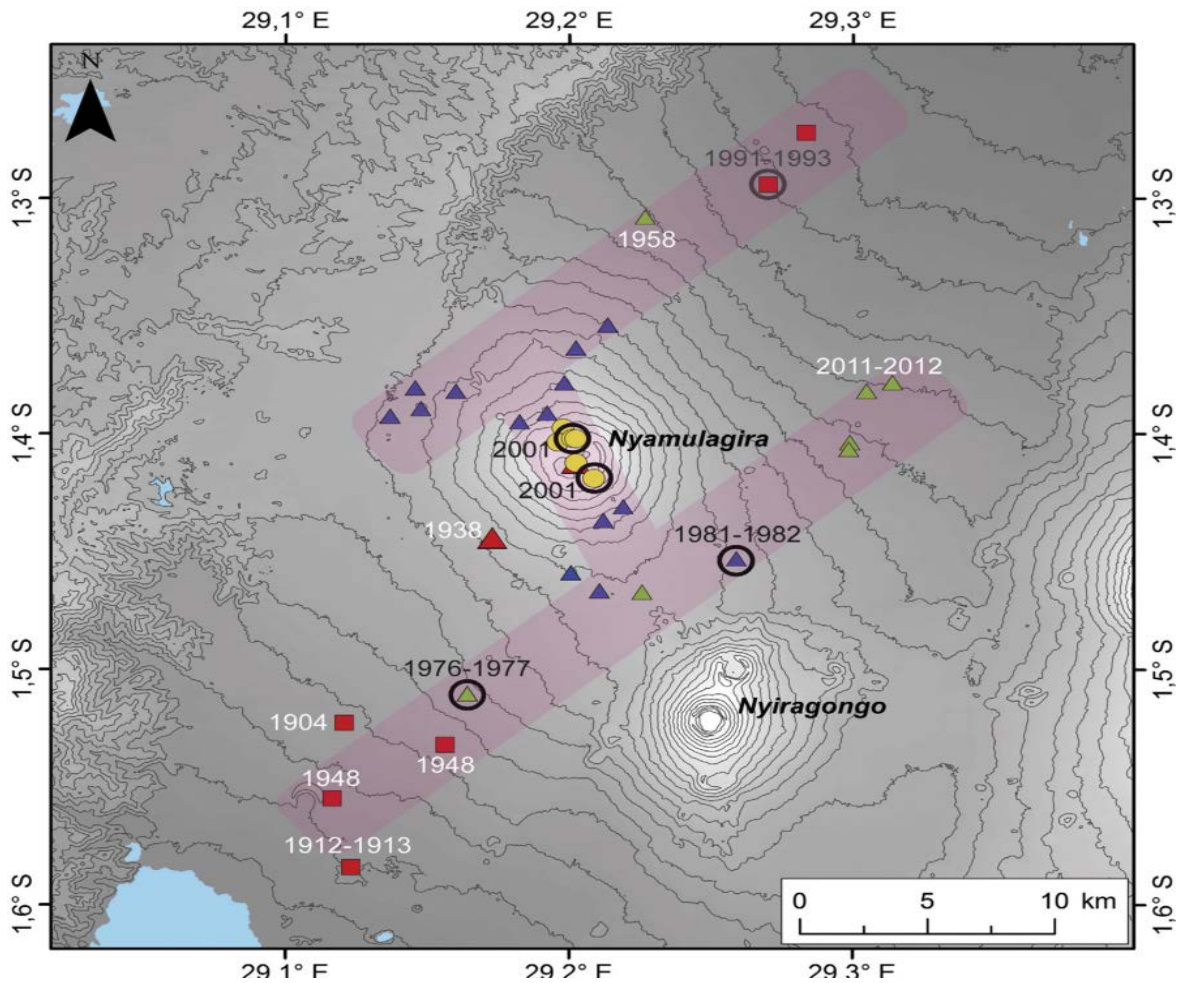 29,1° E 29,2° E 29,3° E
N
1991-1993
1,3° S 1,3° S
1958
2011-2012
1,4° S 1,4° S
Nyamulagira
2001
2001
1938
1981-1982
1976-1977
1,5° S 1,5° S
Nyiragongo
1904
1948
1948
1912-1913
0 5 10 km
1,6° S 1,6° S
29,1° E 29,2° E 29,3° E